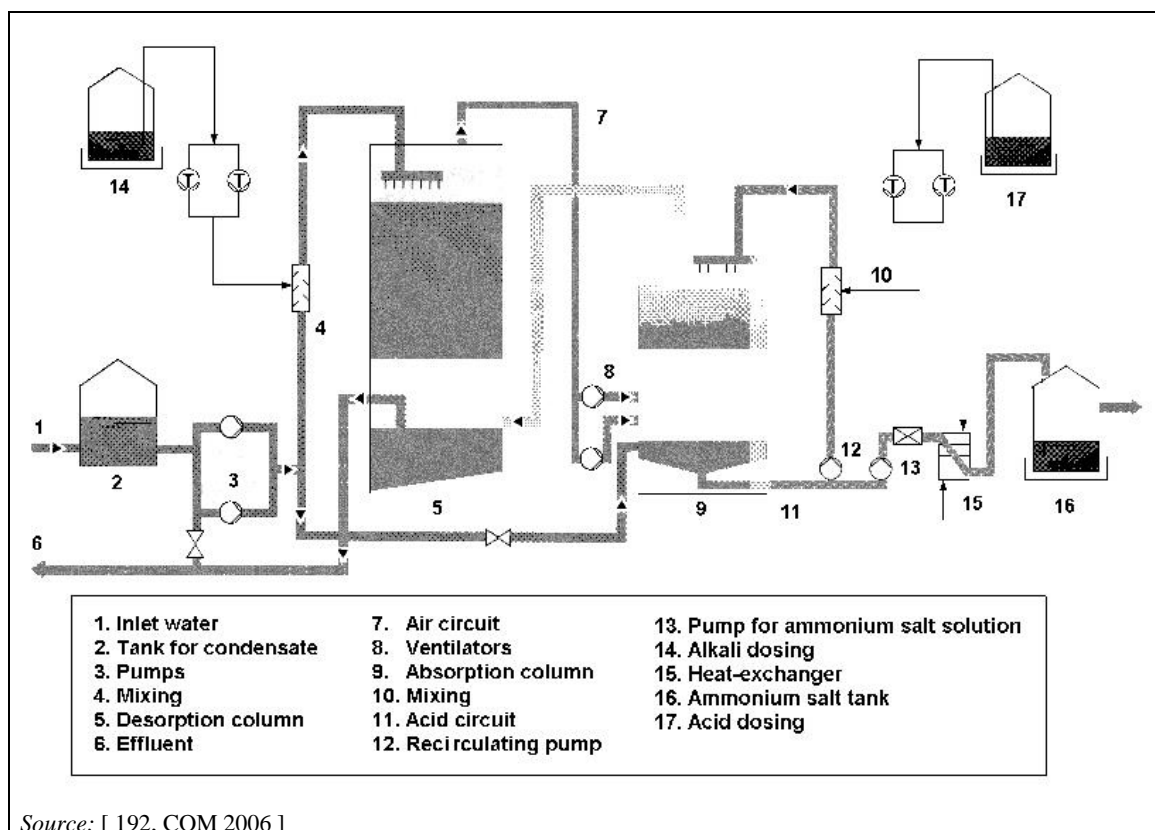 14
T T
7
T T
17
10
4
8
1
2
3
12
13
5
9
11
15
16
6
1. Inlet water
2. Tank for condensate
3. Pumps
4. Mixing
5. Desorption column
6. Effluent
7. Air circuit
8. Ventilators
9. Absorption column
10. Mixing
11. Acid circuit
12. Recirculating pump
13. Pump for ammonium salt solution
14. Alkali dosing
15. Heat-exchanger
16. Ammonium salt tank
17. Acid dosing
Source: [ 192, COM 2006 ]